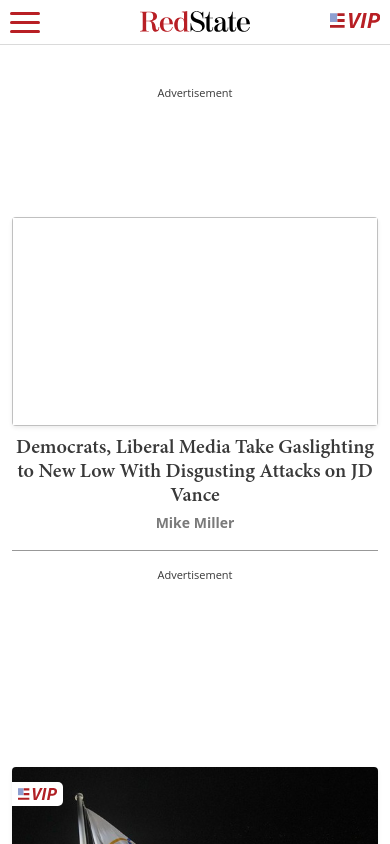 RedState
VIP
Advertisement
Democrats, Liberal Media Take Gaslighting
to New Low With Disgusting Attacks on JD
Vance
Mike Miller
Advertisement
VIP